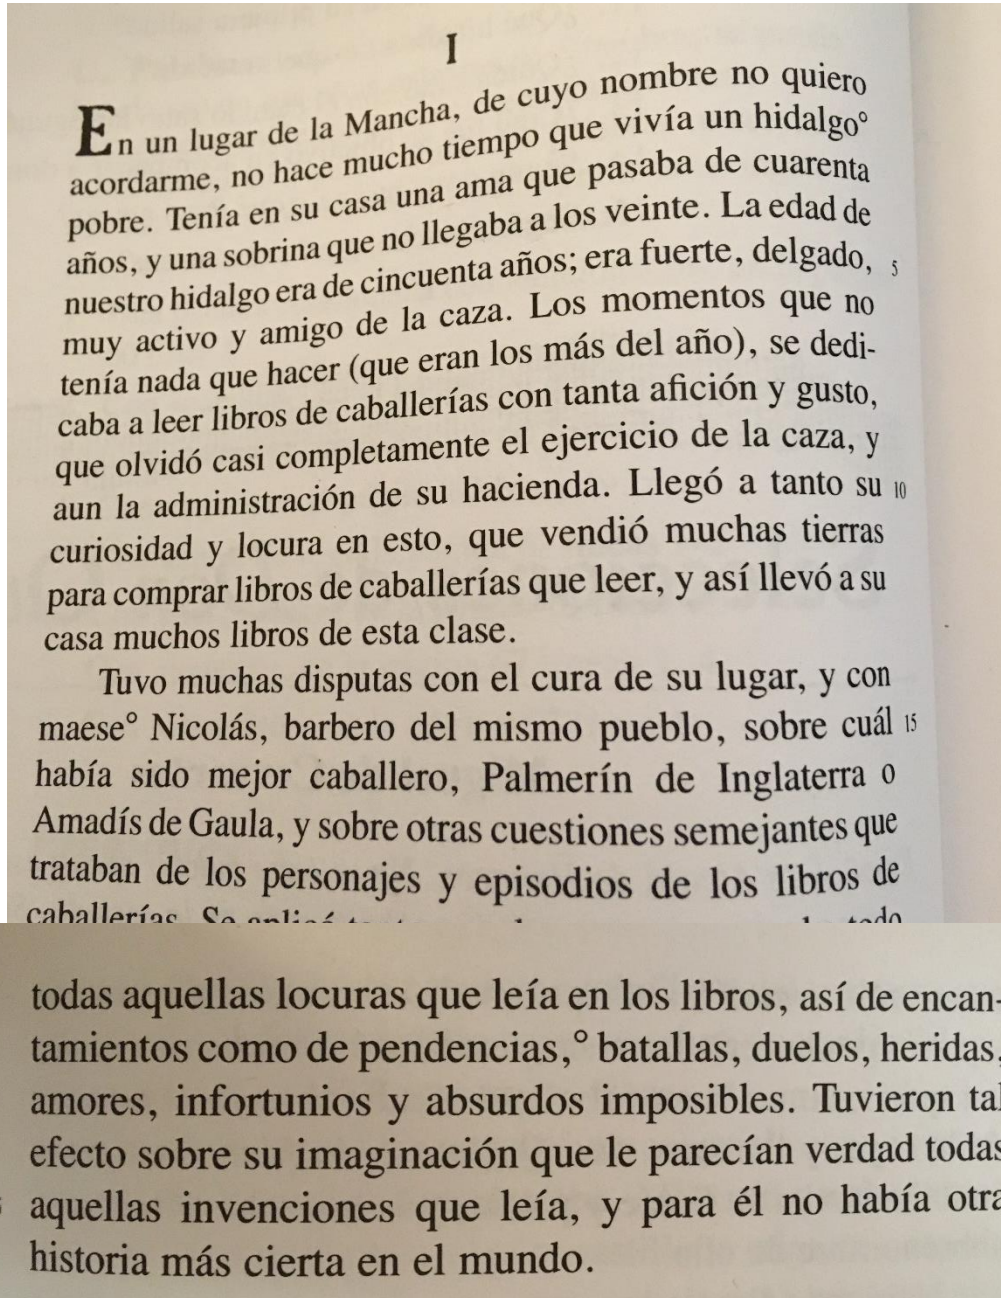 I
En un lugar de la Mancha, de cuyo nombre no quiero
acordarme, no hace mucho tiempo que vivía un hidalgo°
pobre. Tenía en su casa una ama que pasaba de cuarenta
años, y una sobrina que no llegaba a los veinte. La edad de
nuestro hidalgo era de cincuenta años; era fuerte, delgado, 5
muy activo y amigo de la caza. Los momentos que no
tenía nada que hacer (que eran los más del año), se dedi-
caba a leer libros de caballerías con tanta afición y gusto,
que olvidó casi completamente el ejercicio de la caza, y
aun la administración de su hacienda. Llegó a tanto su 10
curiosidad y locura en esto, que vendió muchas tierras
para comprar libros de caballerías que leer, y así llevó a su
casa muchos libros de esta clase.
Tuvo muchas disputas con el cura de su lugar, y con
maese° Nicolás, barbero del mismo pueblo, sobre cuál 15
había sido mejor caballero, Palmerín de Inglaterra o
Amadís de Gaula, y sobre otras cuestiones semejantes que
trataban de los personajes y episodios de los libros de
caballerías. Se
todas aquellas locuras que leía en los libros, así de encan-
tamientos como de pendencias,° batallas, duelos, heridas,
amores, infortunios y absurdos imposibles. Tuvieron tal
efecto sobre su imaginación que le parecían verdad todas
aquellas invenciones que leía, y para él no había otra
historia más cierta en el mundo.